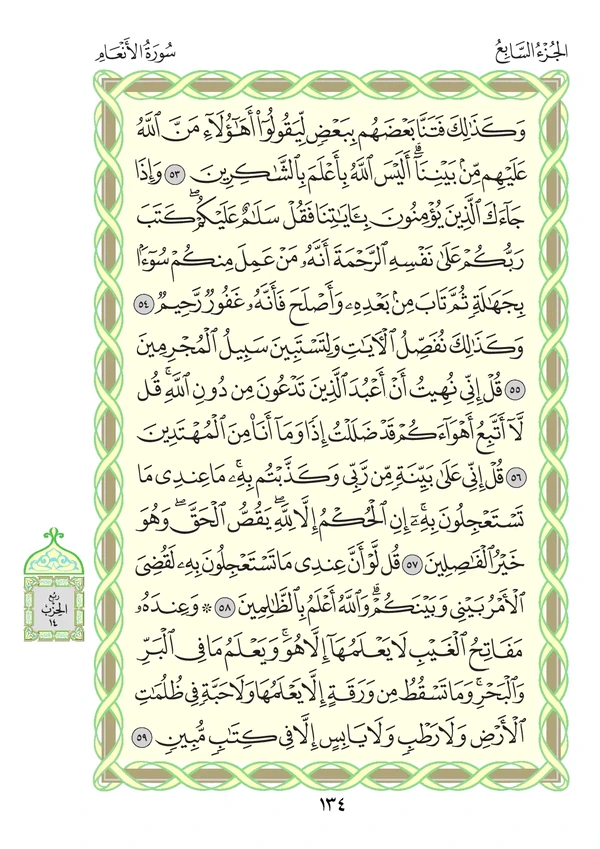 الجُزْءُ السَّابِعُ
سُورَةُ الأَنْعَامِ
وَكَذَٰلِكَ فَتَنَّا بَعْضَهُم بِبَعْضٍ لِّيَقُولُوٓا۟ أَهَـٰٓؤُلَآءِ مَنَّ ٱللَّهُ
عَلَيْهِم مِّنۢ بَيْنِنَآ ۗ أَلَيْسَ ٱللَّهُ بِأَعْلَمَ بِٱلشَّـٰكِرِينَ ٥٣ وَإِذَا
جَآءَكَ ٱلَّذِينَ يُؤْمِنُونَ بِـَٔايَـٰتِنَا فَقُلْ سَلَـٰمٌ عَلَيْكُمْ ۖ كَتَبَ
رَبُّكُمْ عَلَىٰ نَفْسِهِ ٱلرَّحْمَةَ أَنَّهُۥ مَنْ عَمِلَ مِنكُمْ سُوٓءًۢا
بِجَهَـٰلَةٍ ثُمَّ تَابَ مِنۢ بَعْدِهِۦ وَأَصْلَحَ فَأَنَّهُۥ غَفُورٌ رَّحِيمٌ ٥٤
وَكَذَٰلِكَ نُفَصِّلُ ٱلْـَٔايَـٰتِ وَلِتَسْتَبِينَ سَبِيلُ ٱلْمُجْرِمِينَ
٥٥ قُلْ إِنِّى نُهِيتُ أَنْ أَعْبُدَ ٱلَّذِينَ تَدْعُونَ مِن دُونِ ٱللَّهِ ۚ قُل
لَّآ أَتَّبِعُ أَهْوَآءَكُمْ ۙ قَدْ ضَلَلْتُ إِذًا وَمَآ أَنَا۠ مِنَ ٱلْمُهْتَدِينَ
٥٦ قُلْ إِنِّى عَلَىٰ بَيِّنَةٍ مِّن رَّبِّى وَكَذَّبْتُم بِهِۦ ۚ مَا عِندِى مَا
تَسْتَعْجِلُونَ بِهِۦٓ ۚ إِنِ ٱلْحُكْمُ إِلَّا لِلَّهِ ۖ يَقُصُّ ٱلْحَقَّ ۖ وَهُوَ
خَيْرُ ٱلْفَـٰصِلِينَ ٥٧ قُل لَّوْ أَنَّ عِندِى مَا تَسْتَعْجِلُونَ بِهِۦ لَقُضِىَ
ٱلْأَمْرُ بَيْنِى وَبَيْنَكُمْ ۗ وَٱللَّهُ أَعْلَمُ بِٱلظَّـٰلِمِينَ ٥٨ ۞ وَعِندَهُۥ
مَفَاتِحُ ٱلْغَيْبِ لَا يَعْلَمُهَآ إِلَّا هُوَ ۚ وَيَعْلَمُ مَا فِى ٱلْبَرِّ
وَٱلْبَحْرِ ۚ وَمَا تَسْقُطُ مِن وَرَقَةٍ إِلَّا يَعْلَمُهَا وَلَا حَبَّةٍ فِى ظُلُمَـٰتِ
ٱلْأَرْضِ وَلَا رَطْبٍ وَلَا يَابِسٍ إِلَّا فِى كِتَـٰبٍ مُّبِينٍ ٥٩
ربع
الحزب
١٤
١٣٤